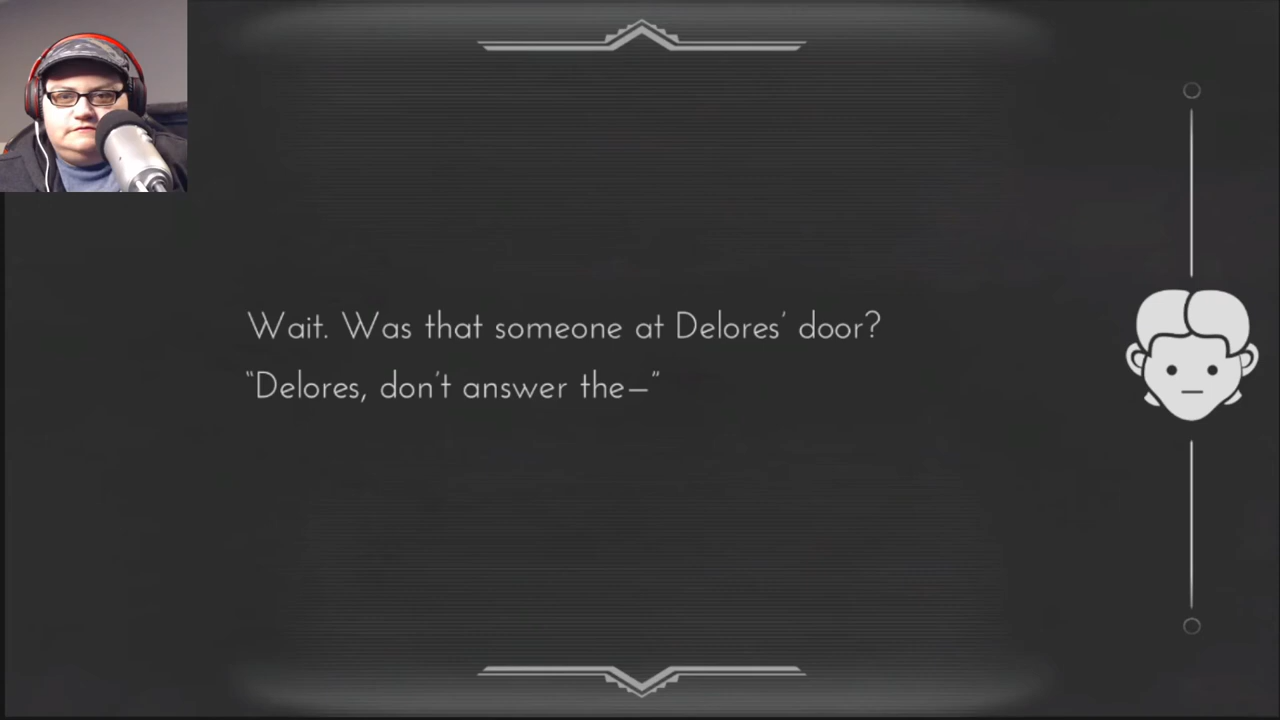 Wait. Was that someone at Delores’ door?
“Delores, don’t answer the—”